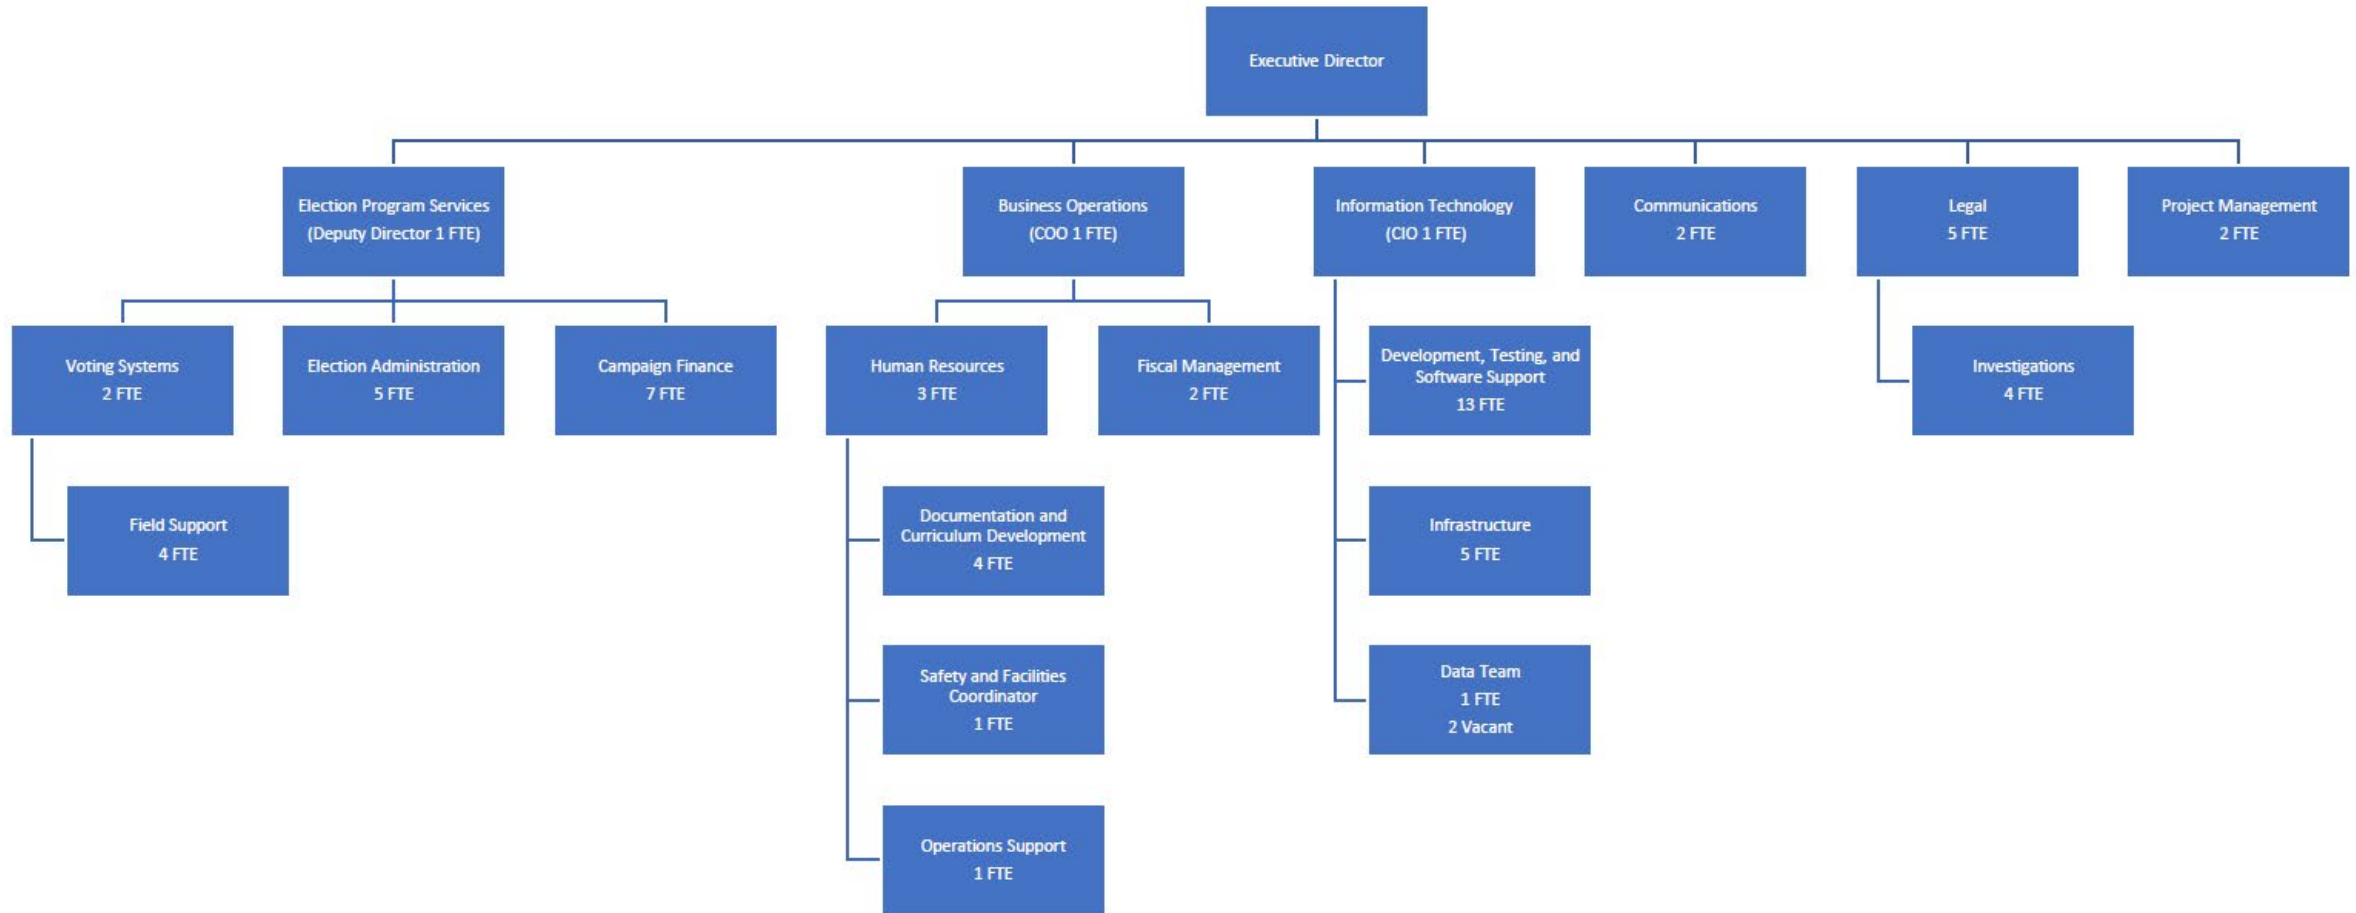 Executive Director
Election Program Services
(Deputy Director 1 FTE)
Business Operations
(COO 1 FTE)
Information Technology
(CIO 1 FTE)
Communications
2 FTE
Legal
5 FTE
Project Management
2 FTE
Voting Systems
2 FTE
Election Administration
5 FTE
Campaign Finance
7 FTE
Human Resources
3 FTE
Fiscal Management
2 FTE
Development, Testing, and
Software Support
13 FTE
Investigations
4 FTE
Field Support
4 FTE
Documentation and
Curriculum Development
4 FTE
Infrastructure
5 FTE
Safety and Facilities
Coordinator
1 FTE
Data Team
1 FTE
2 Vacant
Operations Support
1 FTE